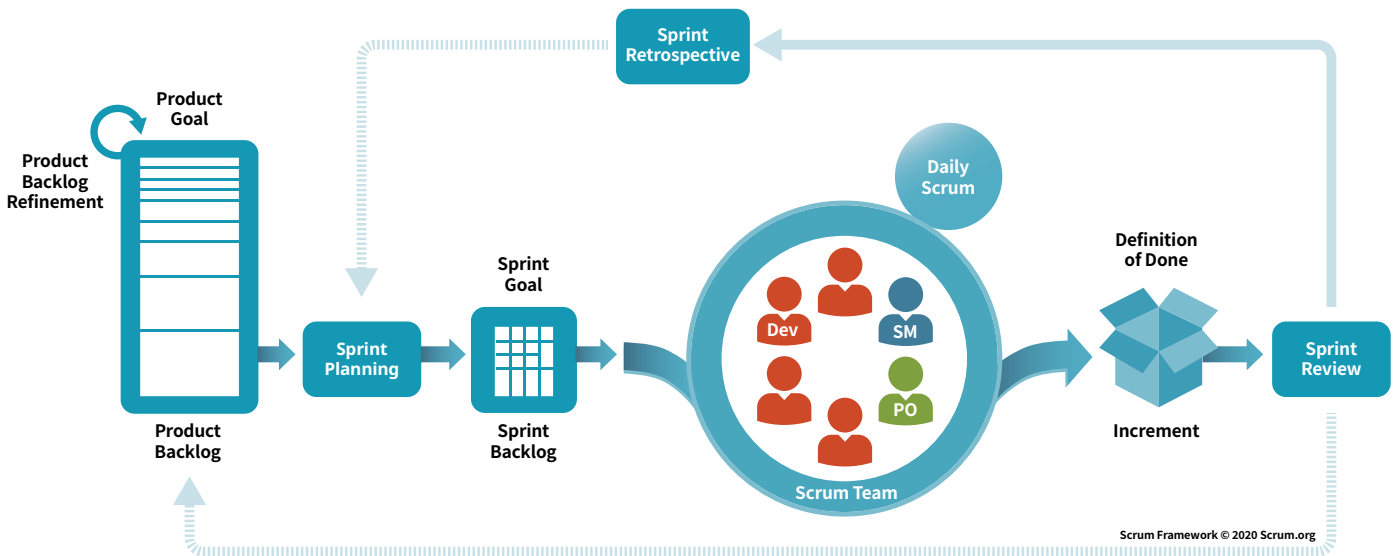 Sprint
Retrospective
Product
Goal
Product
Backlog
Refinement
Daily
Scrum
Definition
of Done
Sprint
Goal
Dev
SM
Sprint
Planning
Sprint
Review
PO
Product
Backlog
Sprint
Backlog
Increment
Scrum Team
Scrum Framework © 2020 Scrum.org